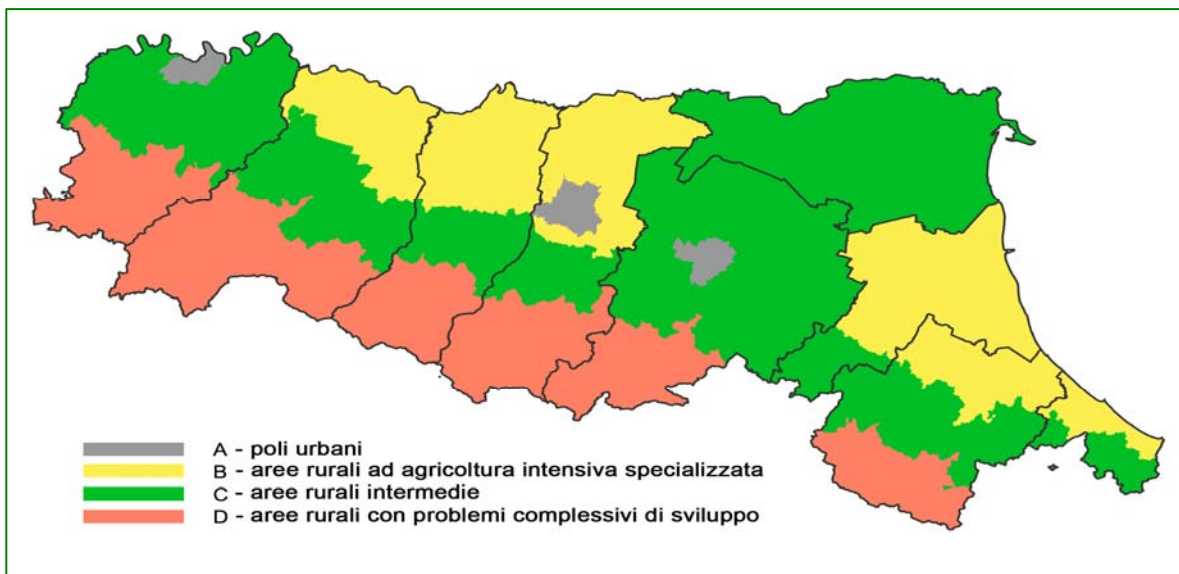 A - poli urbani
B - aree rurali ad agricoltura intensiva specializzata
C - aree rurali intermedie
D - aree rurali con problemi complessivi di sviluppo